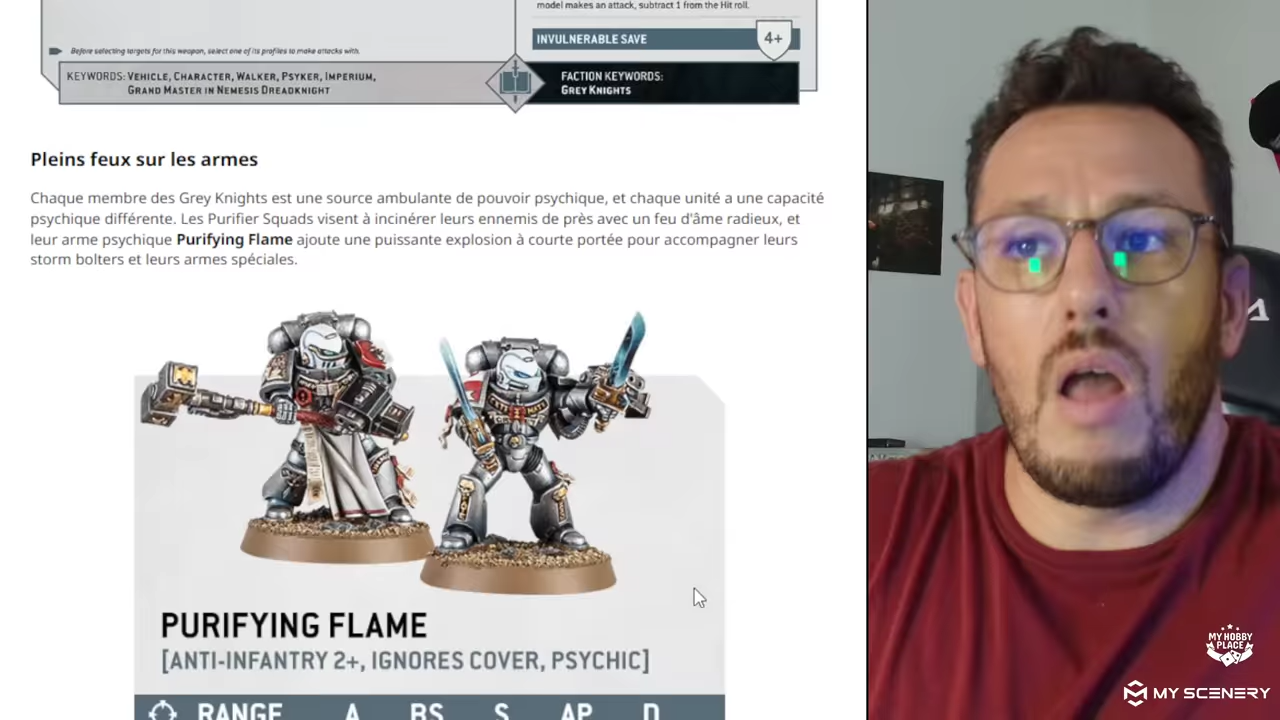 model makes an attack, subtract 1 from the Hit roll.
Before selecting targets for this weapon, select one of its profiles to make attacks with.
INVULNERABLE SAVE 4+
KEYWORDS: VEHICLE, CHARACTER, WALKER, PSYKER, IMPERIUM,
GRAND MASTER IN NEMESIS DREADKNIGHT
FACTION KEYWORDS:
GREY KNIGHTS
Pleins feux sur les armes
Chaque membre des Grey Knights est une source ambulante de pouvoir psychique, et chaque unité a une capacité
psychique différente. Les Purifier Squads visent à incinérer leurs ennemis de près avec un feu d'âme radieux, et
leur arme psychique Purifying Flame ajoute une puissante explosion à courte portée pour accompagner leurs
storm bolters et leurs armes spéciales.
PURIFYING FLAME
[ANTI-INFANTRY 2+, IGNORES COVER, PSYCHIC]
RANGE A BS S AP D
MY HOBBY
PLACE
MY SCENERY